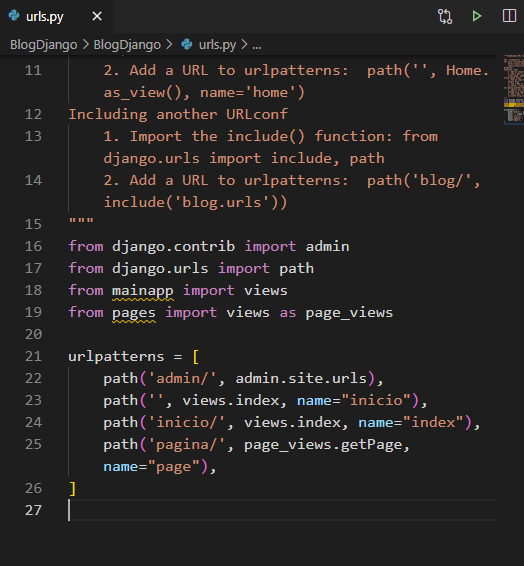 urls.py
BlogDjango > BlogDjango > urls.py > ...
11 2. Add a URL to urlpatterns:  path('', Home.
as_view(), name='home')
12 Including another URLconf
13 1. Import the include() function: from
django.urls import include, path
14 2. Add a URL to urlpatterns:  path('blog/',
include('blog.urls'))
15 """
16 from django.contrib import admin
17 from django.urls import path
18 from mainapp import views
19 from pages import views as page_views
20
21 urlpatterns = [
22 path('admin/', admin.site.urls),
23 path('', views.index, name="inicio"),
24 path('inicio/', views.index, name="index"),
25 path('pagina/', page_views.getPage,
name="page"),
26 ]
27